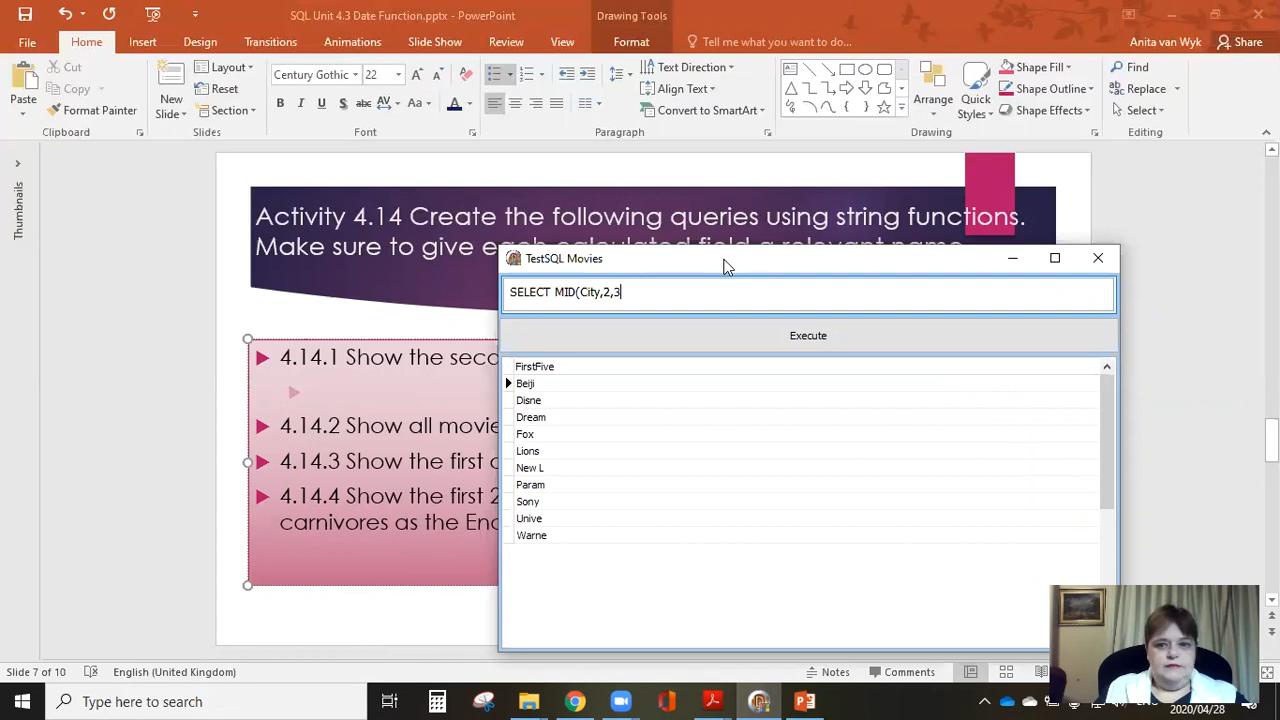 SQL Unit 4.3 Date Function.pptx - PowerPoint
Drawing Tools
File
Home
Insert
Design
Transitions
Animations
Slide Show
Review
View
Format
Tell me what you want to do...
Anita van Wyk
Share
Paste
Cut
Copy
Format Painter
Clipboard
New Slide
Layout
Reset
Section
Slides
Century Gothic
22
Font
Paragraph
Text Direction
Align Text
Convert to SmartArt
Arrange
Quick Styles
Shape Fill
Shape Outline
Shape Effects
Drawing
Find
Replace
Select
Editing
Thumbnails
Activity 4.14 Create the following queries using string functions.
Make sure to give each calculated field a relevant name
4.14.1 Show the seco
4.14.2 Show all movie
4.14.3 Show the first
4.14.4 Show the first 2
carnivores as the
TestSQL Movies
SELECT MID(City,2,3
Execute
FirstFive
Beiji
Disne
Dream
Fox
Lions
New L
Param
Sony
Unive
Warne
Slide 7 of 10
English (United Kingdom)
Notes
Comments
Type here to search
2020/04/28